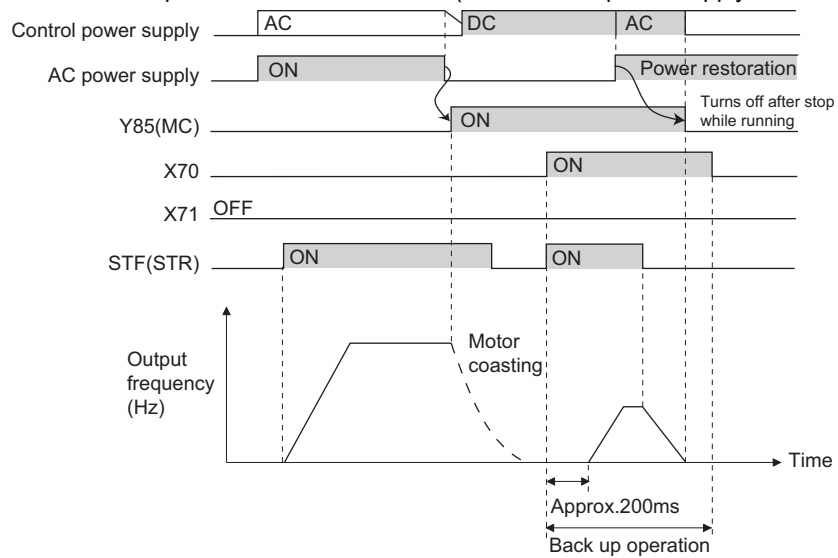 Control power supply
AC
DC
AC
AC power supply
ON
Power restoration
Y85(MC)
ON
Turns off after stop
while running
X70
ON
X71
OFF
STF(STR)
ON
ON
Output
frequency
(Hz)
Motor
coasting
Time
Approx.200ms
Back up operation